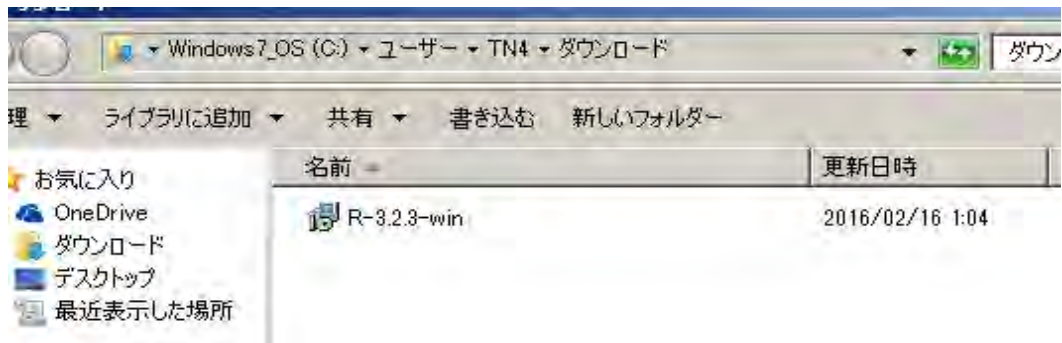 Windows7_OS (C:) ユーザー TN4 ダウンロード ダウン
理 ライブラリに追加 共有 書き込む 新しいフォルダー
お気に入り
OneDrive
ダウンロード
デスクトップ
最近表示した場所
名前 更新日時
R-3.2.3-win 2016/02/16 1:04